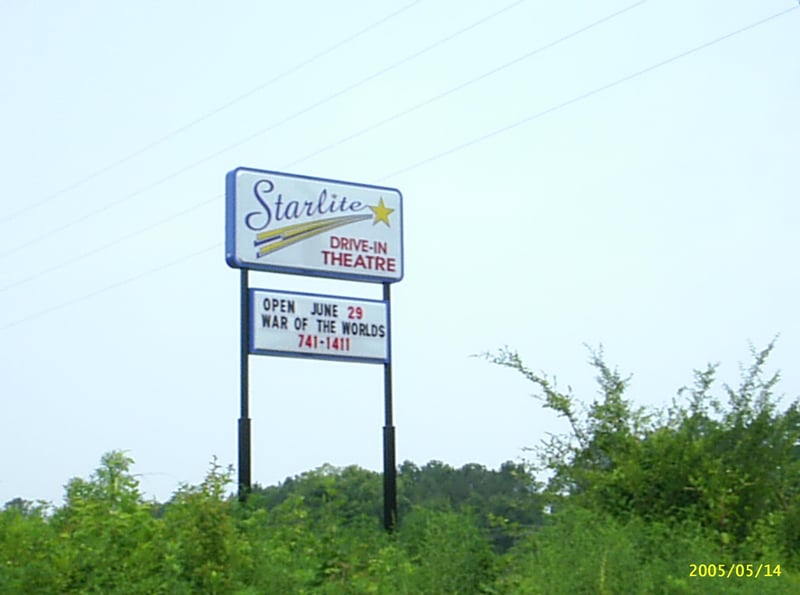 Starlite
DRIVE-IN
THEATRE
OPEN JUNE 29
WAR OF THE WORLDS
741-1411
2005/05/14